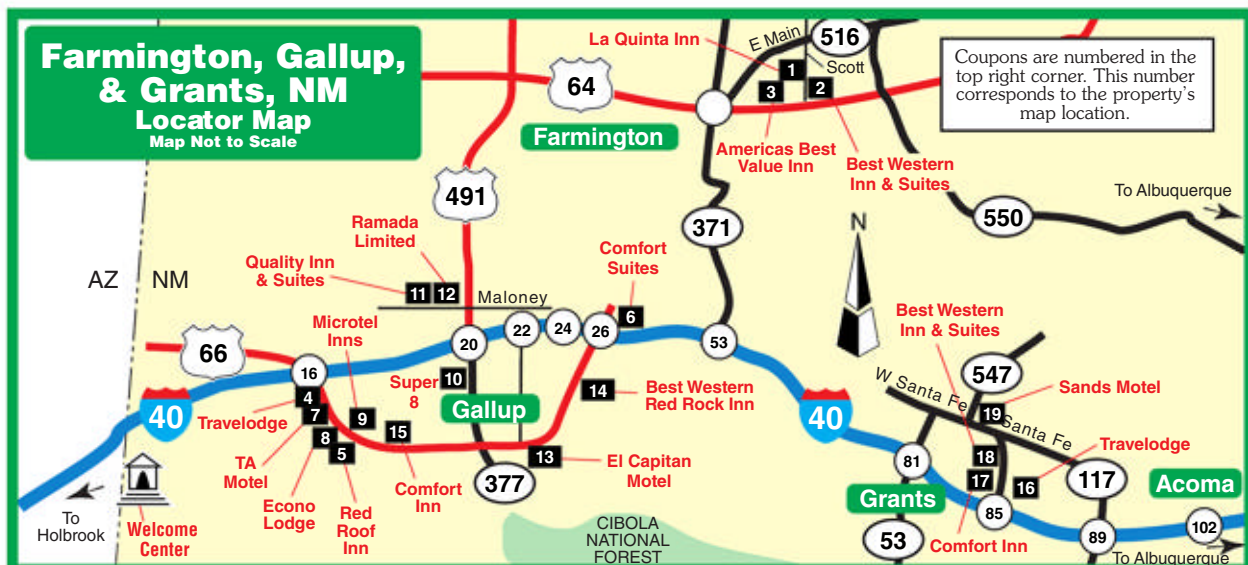 Farmington, Gallup,
& Grants, NM
Locator Map
Map Not to Scale
Coupons are numbered in the
top right corner. This number
corresponds to the property's
map location.
La Quinta Inn
E Main
516
Scott
1
2
3
64
Farmington
Americas Best
Value Inn
Best Western
Inn & Suites
To Albuquerque
550
491
371
N
Ramada
Limited
Quality Inn
& Suites
11
12
Maloney
Comfort
Suites
6
AZ
NM
Microtel
Inns
66
16
20
22
24
26
53
40
4
Travelodge
7
TA
Motel
8
Econo
Lodge
5
Red
Roof
Inn
9
15
Comfort
Inn
Super
8
10
Gallup
377
13
El Capitan
Motel
14
Best Western
Red Rock Inn
To
Holbrook
Welcome
Center
CIBOLA
NATIONAL
FOREST
40
Best Western
Inn & Suites
547
W Santa Fe
Santa Fe
19
Sands Motel
18
17
16
Travelodge
81
Grants
85
117
Acoma
53
Comfort Inn
89
102
To Albuquerque